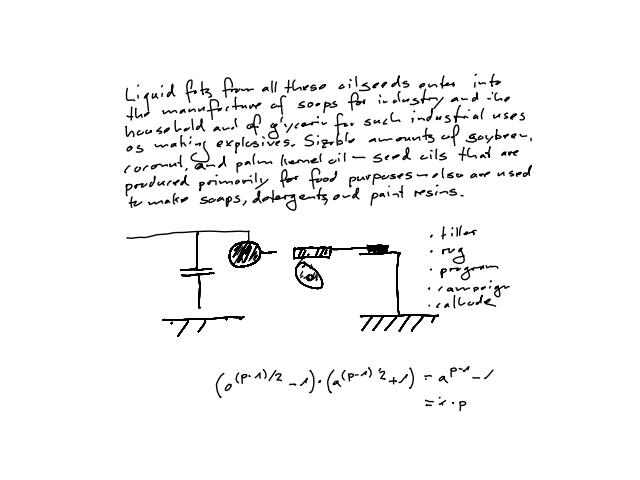 Liquid fats from all these oilseeds enter into
the manufacture of soaps for industry and the
household and of glycerin for such industrial uses
as making explosives. Sizable amounts of soybean,
coconut, and palm kernel oil — seed oils that are
produced primarily for food purposes — also are used
to make soaps, detergents, and paint resins.
· tiller
· rug
· program
· campaign
· cathode
(a^(p-1)/2 - 1) · (a^(p-1)/2 + 1) = a^p-1 - 1
= x · p